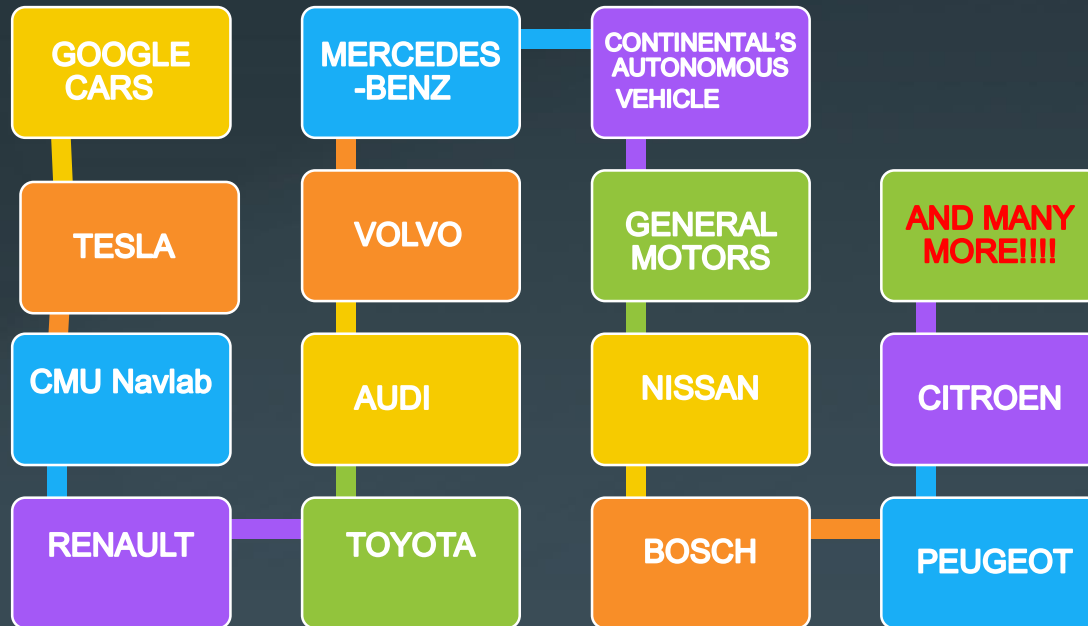 GOOGLE
CARS
TESLA
CMU Navlab
RENAULT
TOYOTA
AUDI
VOLVO
MERCEDES
-BENZ
CONTINENTAL'S
AUTONOMOUS
VEHICLE
GENERAL
MOTORS
NISSAN
BOSCH
PEUGEOT
CITROEN
AND MANY
MORE!!!!